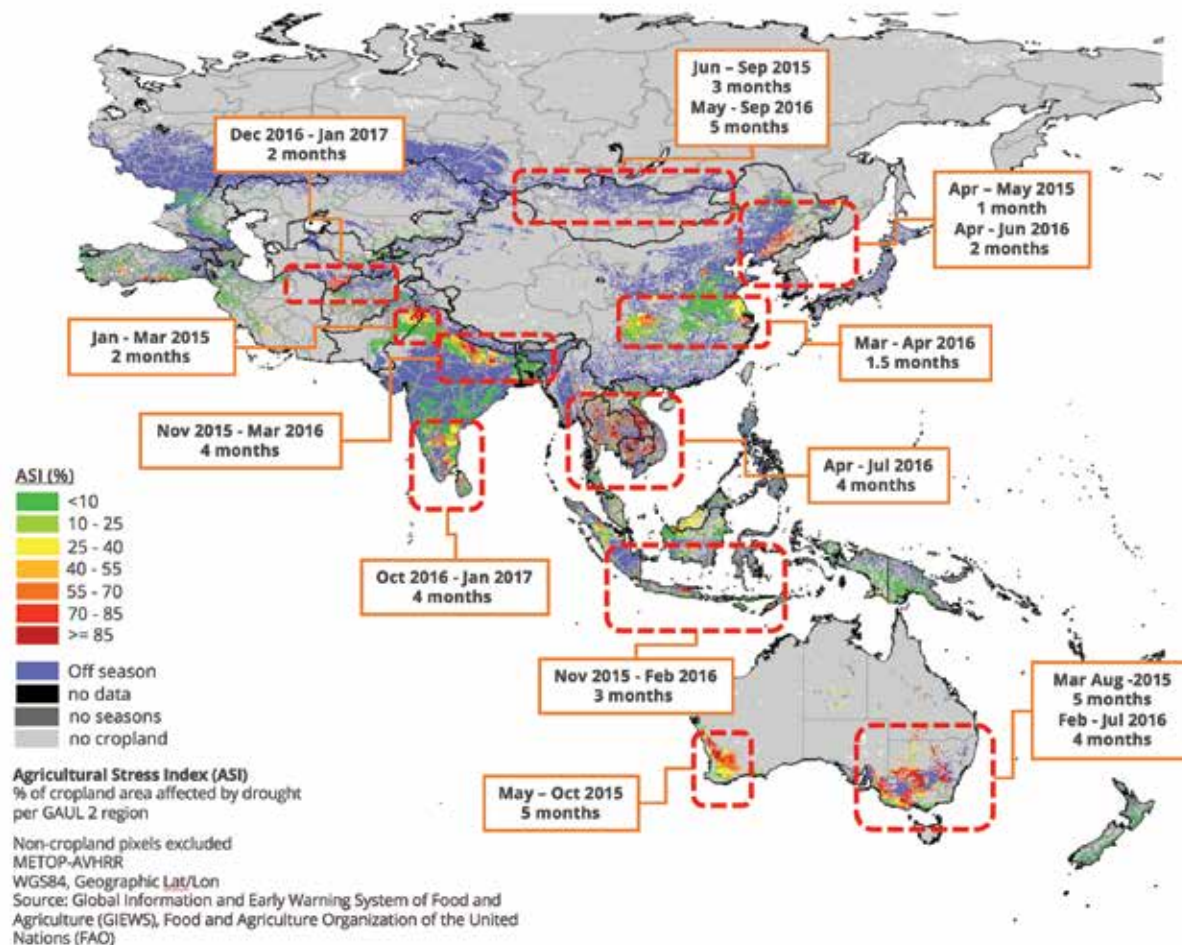 Jun – Sep 2015
3 months
May - Sep 2016
5 months
Dec 2016 - Jan 2017
2 months
Apr – May 2015
1 month
Apr - Jun 2016
2 months
Jan - Mar 2015
2 months
Mar - Apr 2016
1.5 months
Nov 2015 - Mar 2016
4 months
Apr - Jul 2016
4 months
Oct 2016 - Jan 2017
4 months
Nov 2015 - Feb 2016
3 months
Mar Aug -2015
5 months
Feb - Jul 2016
4 months
May – Oct 2015
5 months
ASI (%)
<10
10 - 25
25 - 40
40 - 55
55 - 70
70 - 85
>= 85
Off season
no data
no seasons
no cropland
Agricultural Stress Index (ASI)
% of cropland area affected by drought
per GAUL 2 region
Non-cropland pixels excluded
METOP-AVHRR
WGS84, Geographic Lat/Lon
Source: Global Information and Early Warning System of Food and
Agriculture (GIEWS), Food and Agriculture Organization of the United
Nations (FAO)